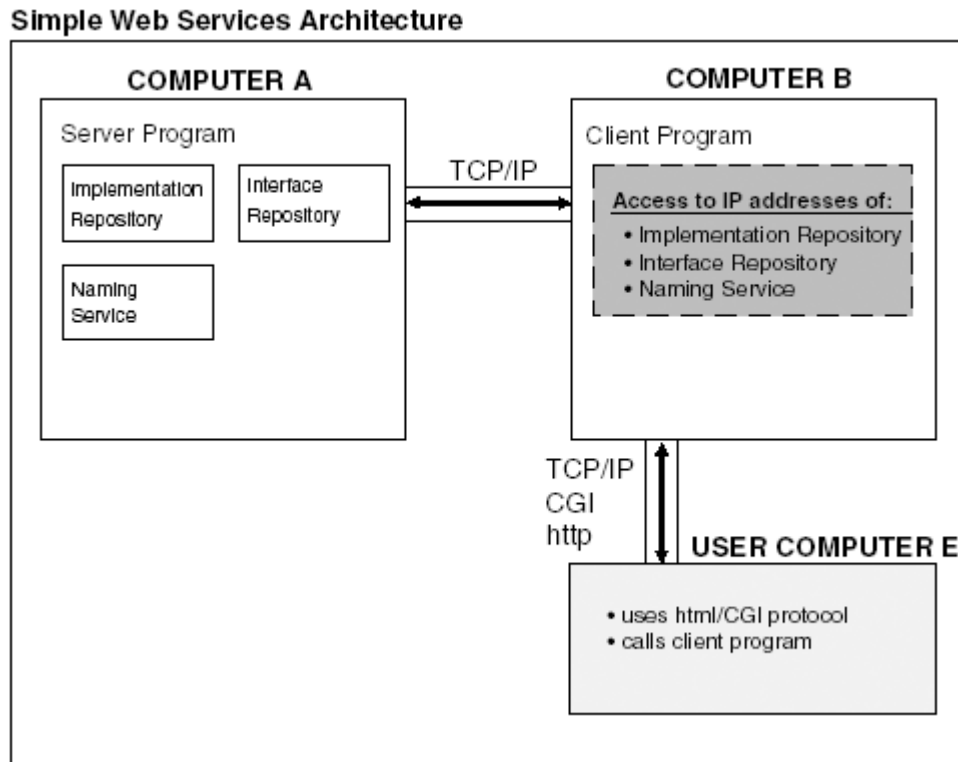 Simple Web Services Architecture
COMPUTER A
Server Program
Implementation
Repository
Interface
Repository
Naming
Service
TCP/IP
COMPUTER B
Client Program
Access to IP addresses of:
• Implementation Repository
• Interface Repository
• Naming Service
TCP/IP
CGI
http
USER COMPUTER E
• uses html/CGI protocol
• calls client program